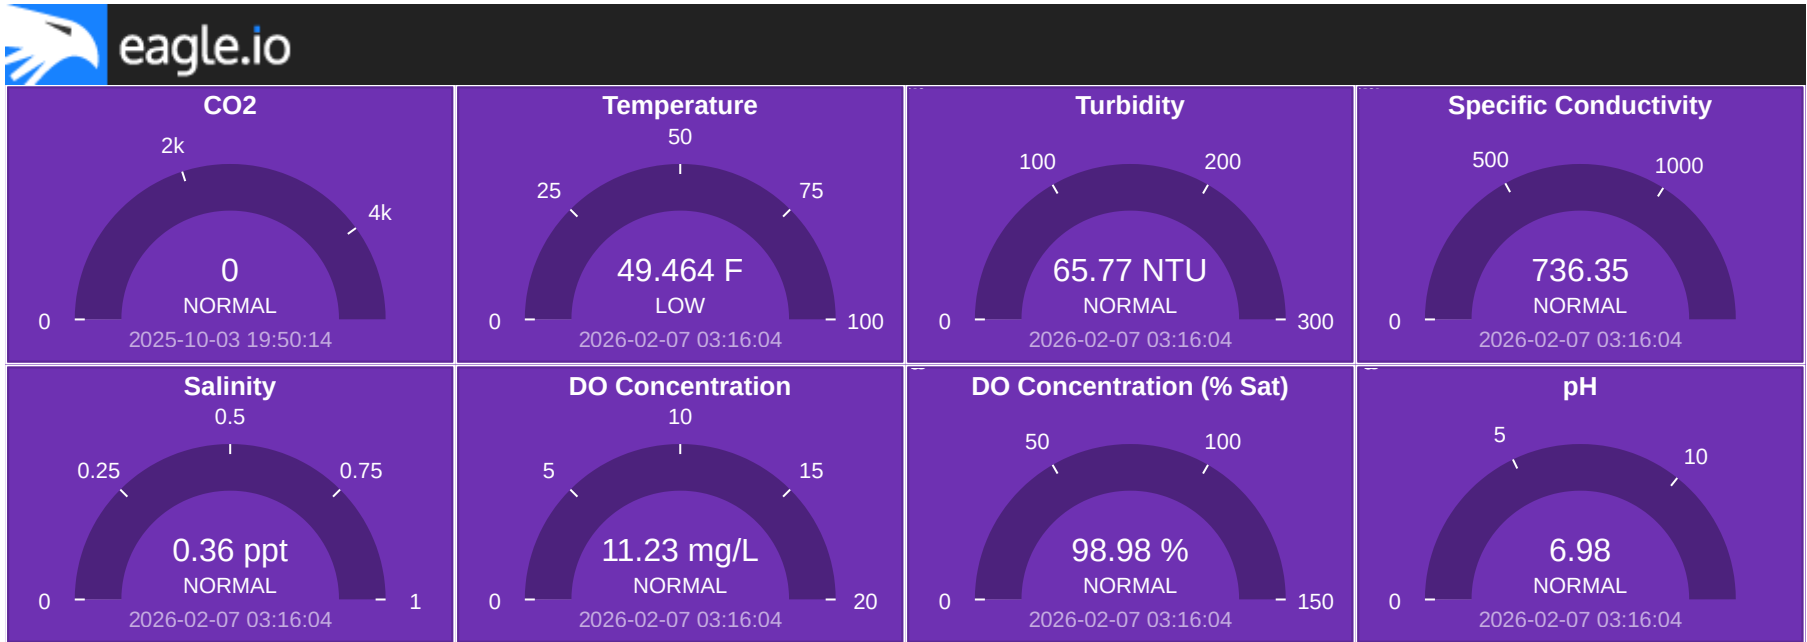 eagle.io
CO2
2k
4k
0
0
NORMAL
2025-10-03 19:50:14
Temperature
50
25
75
49.464 F
LOW
0
100
2026-02-07 03:16:04
Turbidity
100
200
65.77 NTU
NORMAL
0
300
2026-02-07 03:16:04
Specific Conductivity
500
1000
736.35
NORMAL
0
2026-02-07 03:16:04
Salinity
0.5
0.25
0.75
0.36 ppt
NORMAL
0
1
2026-02-07 03:16:04
DO Concentration
10
5
15
11.23 mg/L
NORMAL
0
20
2026-02-07 03:16:04
DO Concentration (% Sat)
50
100
98.98 %
NORMAL
0
150
2026-02-07 03:16:04
pH
5
10
6.98
NORMAL
0
2026-02-07 03:16:04